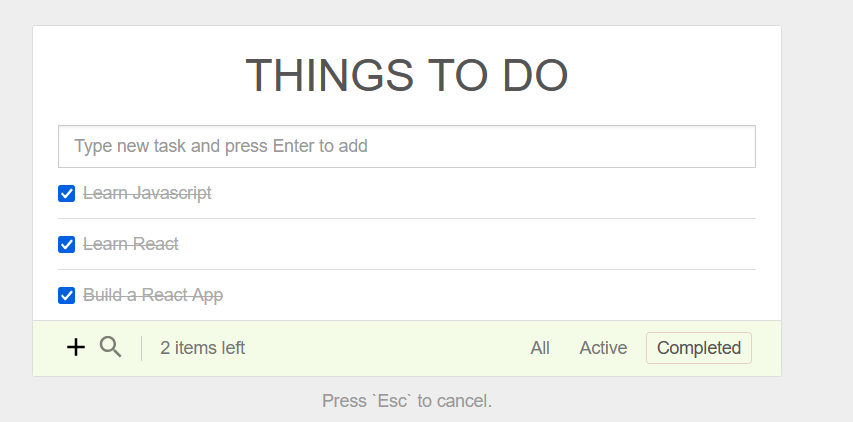 THINGS TO DO
Type new task and press Enter to add
Learn Javascript
Learn React
Build a React App
2 items left All Active Completed
Press `Esc` to cancel.